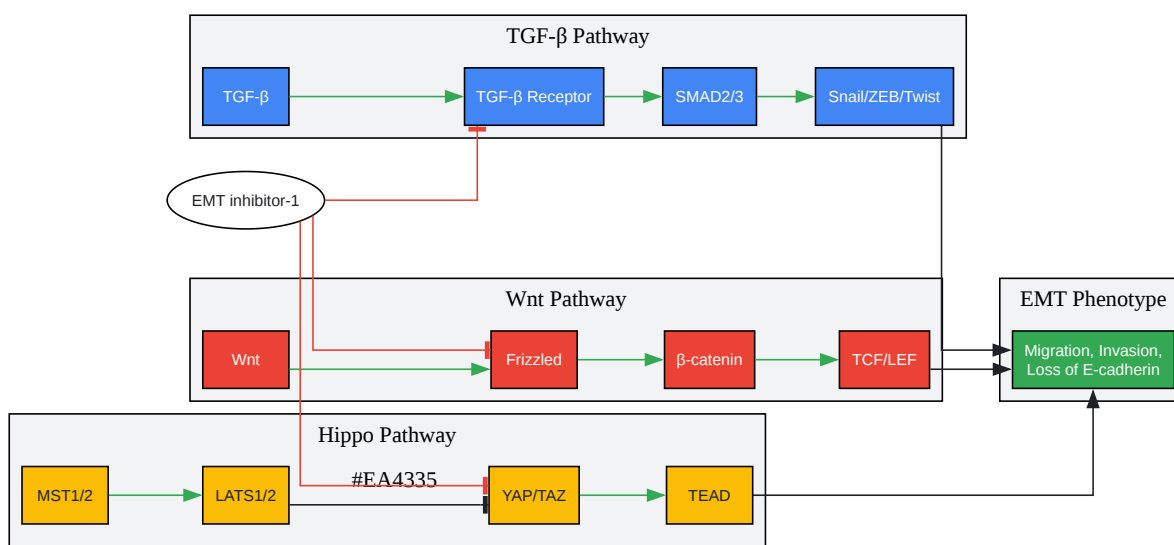 TGF-β Pathway
TGF-β
TGF-β Receptor
SMAD2/3
Snail/ZEB/Twist
EMT inhibitor-1
Wnt Pathway
Wnt
Frizzled
β-catenin
TCF/LEF
EMT Phenotype
Migration, Invasion,
Loss of E-cadherin
Hippo Pathway
#EA4335
MST1/2
LATS1/2
YAP/TAZ
TEAD